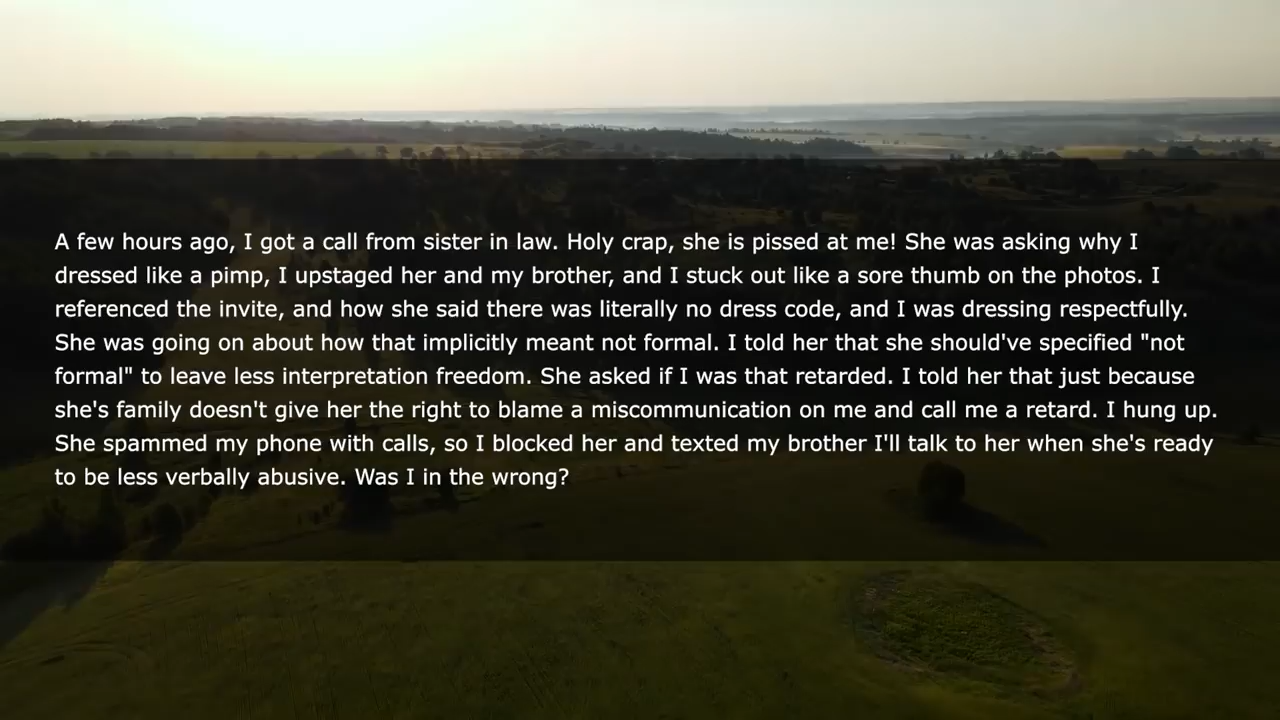 A few hours ago, I got a call from sister in law. Holy crap, she is pissed at me! She was asking why I
dressed like a pimp, I upstaged her and my brother, and I stuck out like a sore thumb on the photos. I
referenced the invite, and how she said there was literally no dress code, and I was dressing respectfully.
She was going on about how that implicitly meant not formal. I told her that she should've specified "not
formal" to leave less interpretation freedom. She asked if I was that retarded. I told her that just because
she's family doesn't give her the right to blame a miscommunication on me and call me a retard. I hung up.
She spammed my phone with calls, so I blocked her and texted my brother I'll talk to her when she's ready
to be less verbally abusive. Was I in the wrong?